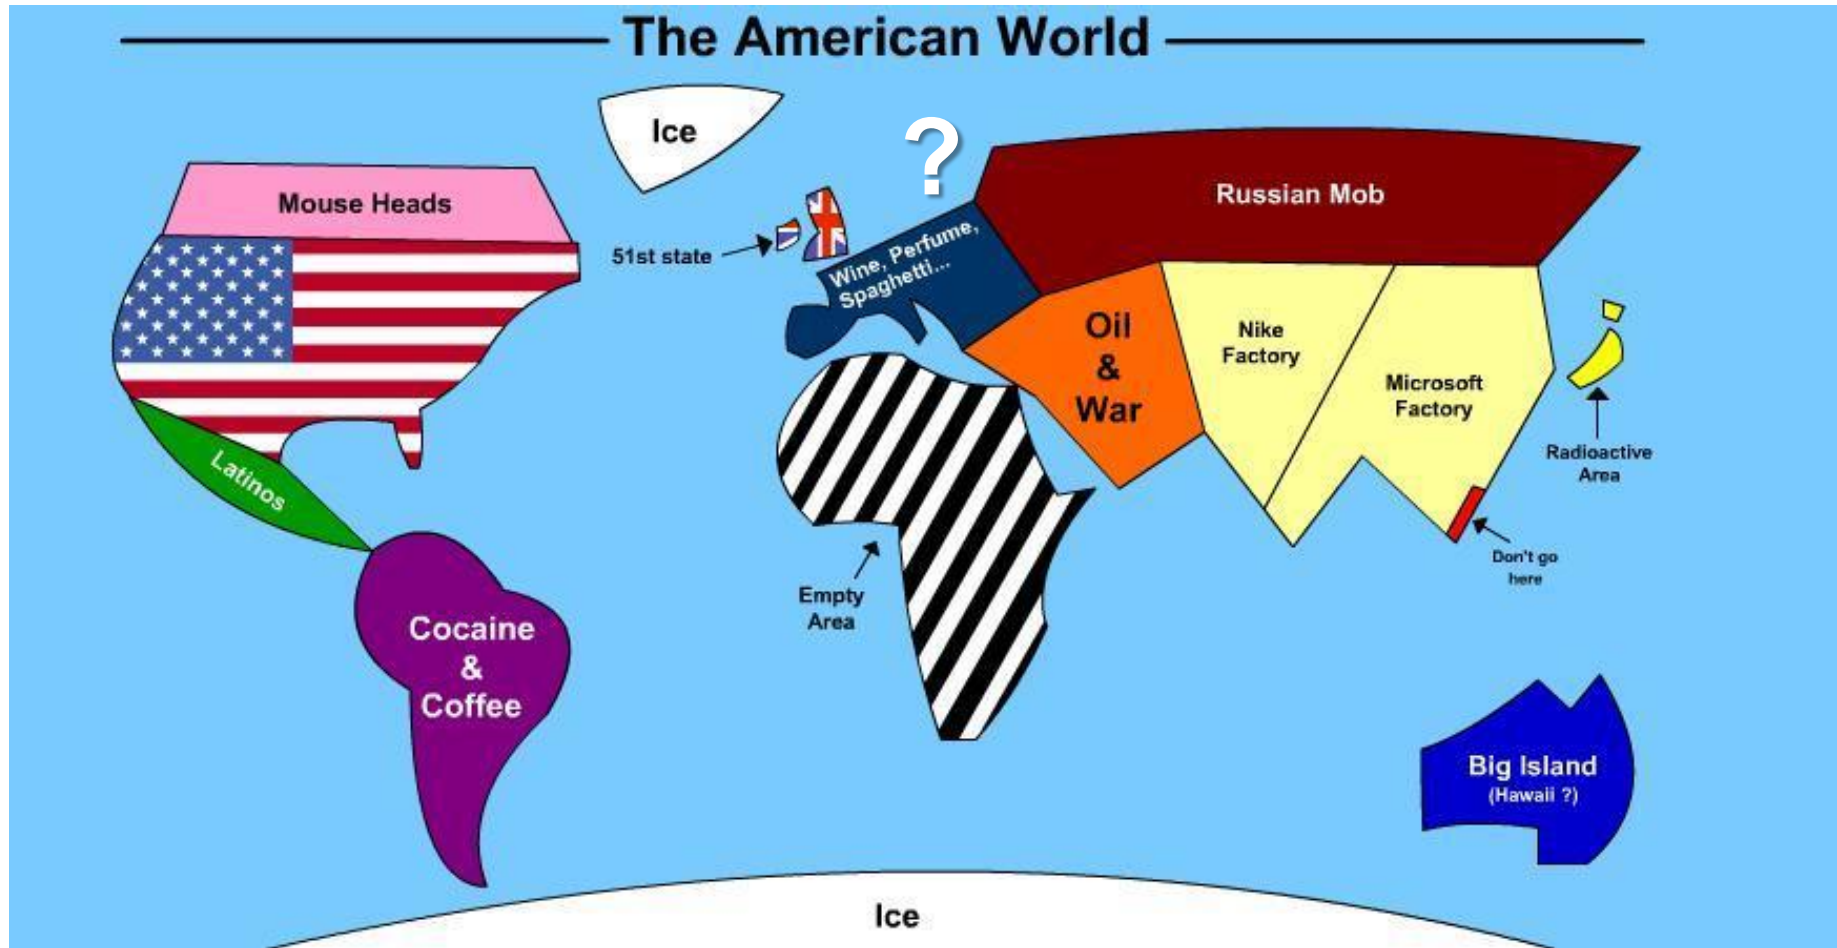 The American World
Ice
?
Mouse Heads
Russian Mob
51st state
Wine, Perfume,
Spaghetti...
Oil
&
War
Nike
Factory
Microsoft
Factory
Latinos
Radioactive
Area
Don't go
here
Empty
Area
Cocaine
&
Coffee
Big Island
(Hawaii ?)
Ice